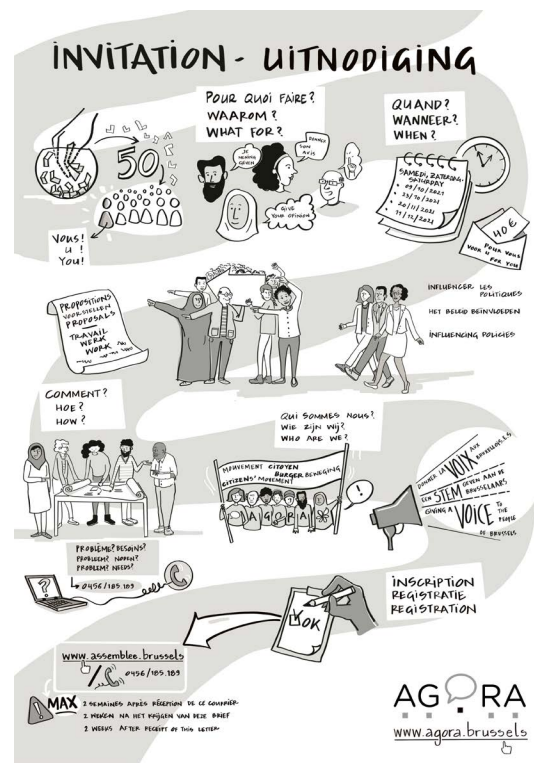 INVITATION - UITNODIGING
50
VOUS!
U!
YOU!
POUR QUOI FAIRE?
WAAROM?
WHAT FOR?
JE
MENING
GEVEN
DONNER
SON
AVIS
GIVE
YOUR OPINION
QUAND?
WANNEER?
WHEN?
SAMEDI, ZATERDAG,
SATURDAY
• 09/10/2021
• 23/10/2021
• 20/11/2021
• 11/12/2021
40€
POUR VOUS
VOOR U FOR YOU
PROPOSITIONS
VOORSTELLEN
PROPOSALS
TRAVAIL
WERK
WORK
INFLUENCER LES
POLITIQUES
HET BELEID BEÏNVLOEDEN
INFLUENCING POLICIES
COMMENT?
HOE?
HOW?
QUI SOMMES NOUS?
WIE ZIJN WIJ?
WHO ARE WE?
MOUVEMENT CITOYEN
BURGER BEWEGING
CITIZENS' MOVEMENT
AGORA
!
DONNER LA VOIX AUX
BRUXELLOIS.E.S
EEN STEM GEVEN AAN DE
BRUSSELAARS
GIVING A VOICE TO
THE
PEOPLE
OF BRUSSELS
PROBLÈME? BESOINS?
PROBLEEM? NODEN?
PROBLEM? NEEDS?
0456/185.189
?
OK
INSCRIPTION
REGISTRATIE
REGISTRATION
www.assemblee.brussels
/ 0456/185.189
! MAX
2 SEMAINES APRÈS RÉCEPTION DE CE COURRIER
2 WEKEN NA HET KRIJGEN VAN DEZE BRIEF
2 WEEKS AFTER RECEIPT OF THIS LETTER
AGORA
www.agora.brussels